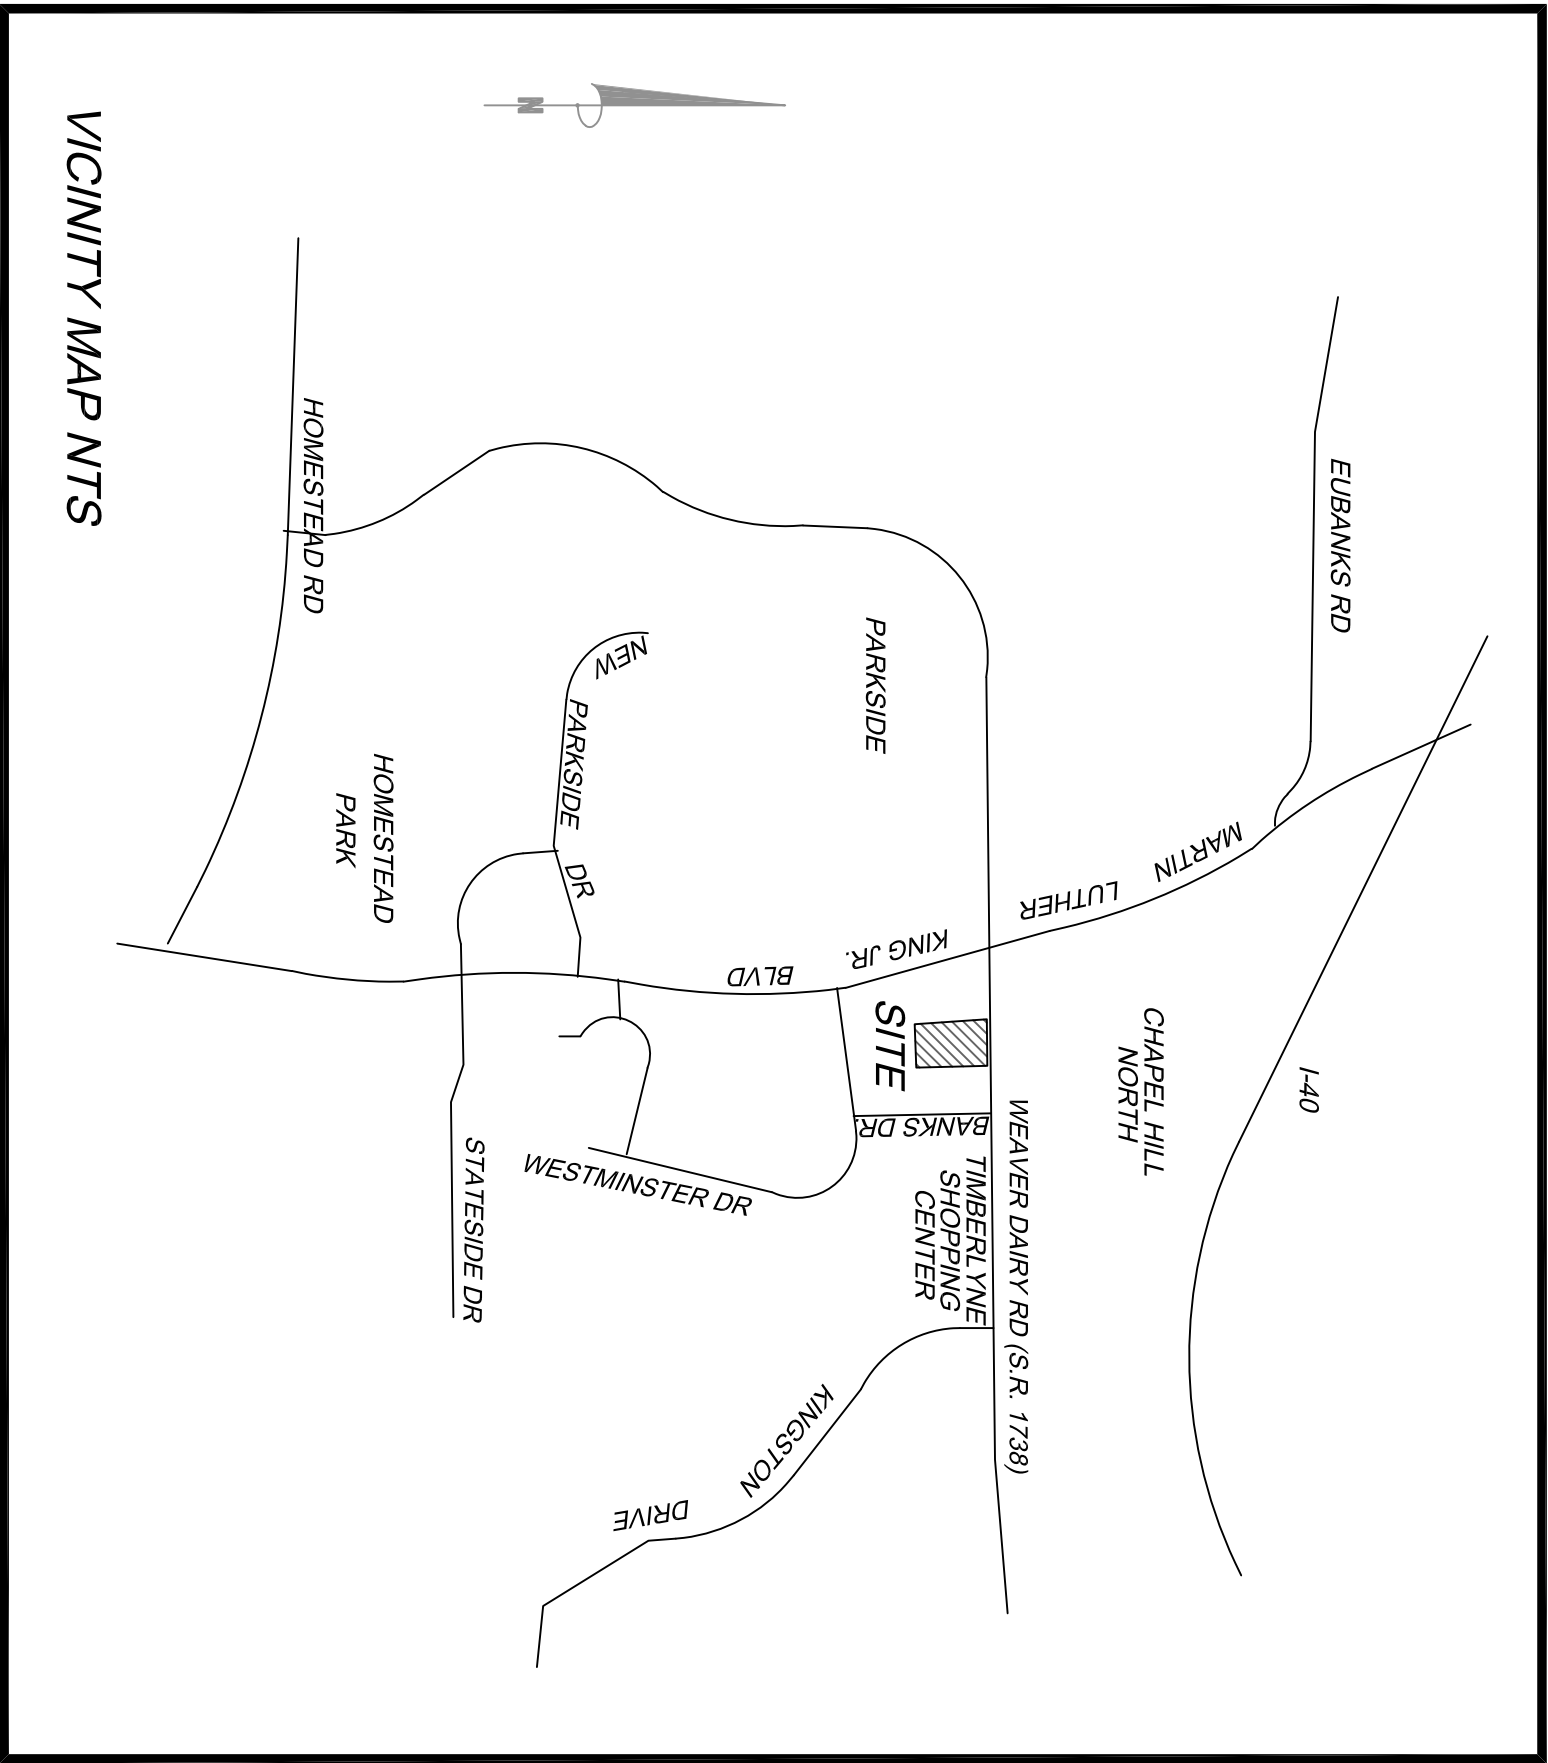 EUBANKS RD
I-40
MARTIN
LUTHER
KING JR.
BLVD
CHAPEL HILL
NORTH
WEAVER DAIRY RD (S.R. 1738)
PARKSIDE
SITE
BANKS DR.
TIMBERLYNE
SHOPPING
CENTER
KINGSTON
DRIVE
NEW
PARKSIDE
DR
WESTMINSTER DR
STATESIDE DR
HOMESTEAD
PARK
HOMESTEAD RD
N
VICINITY MAP NTS